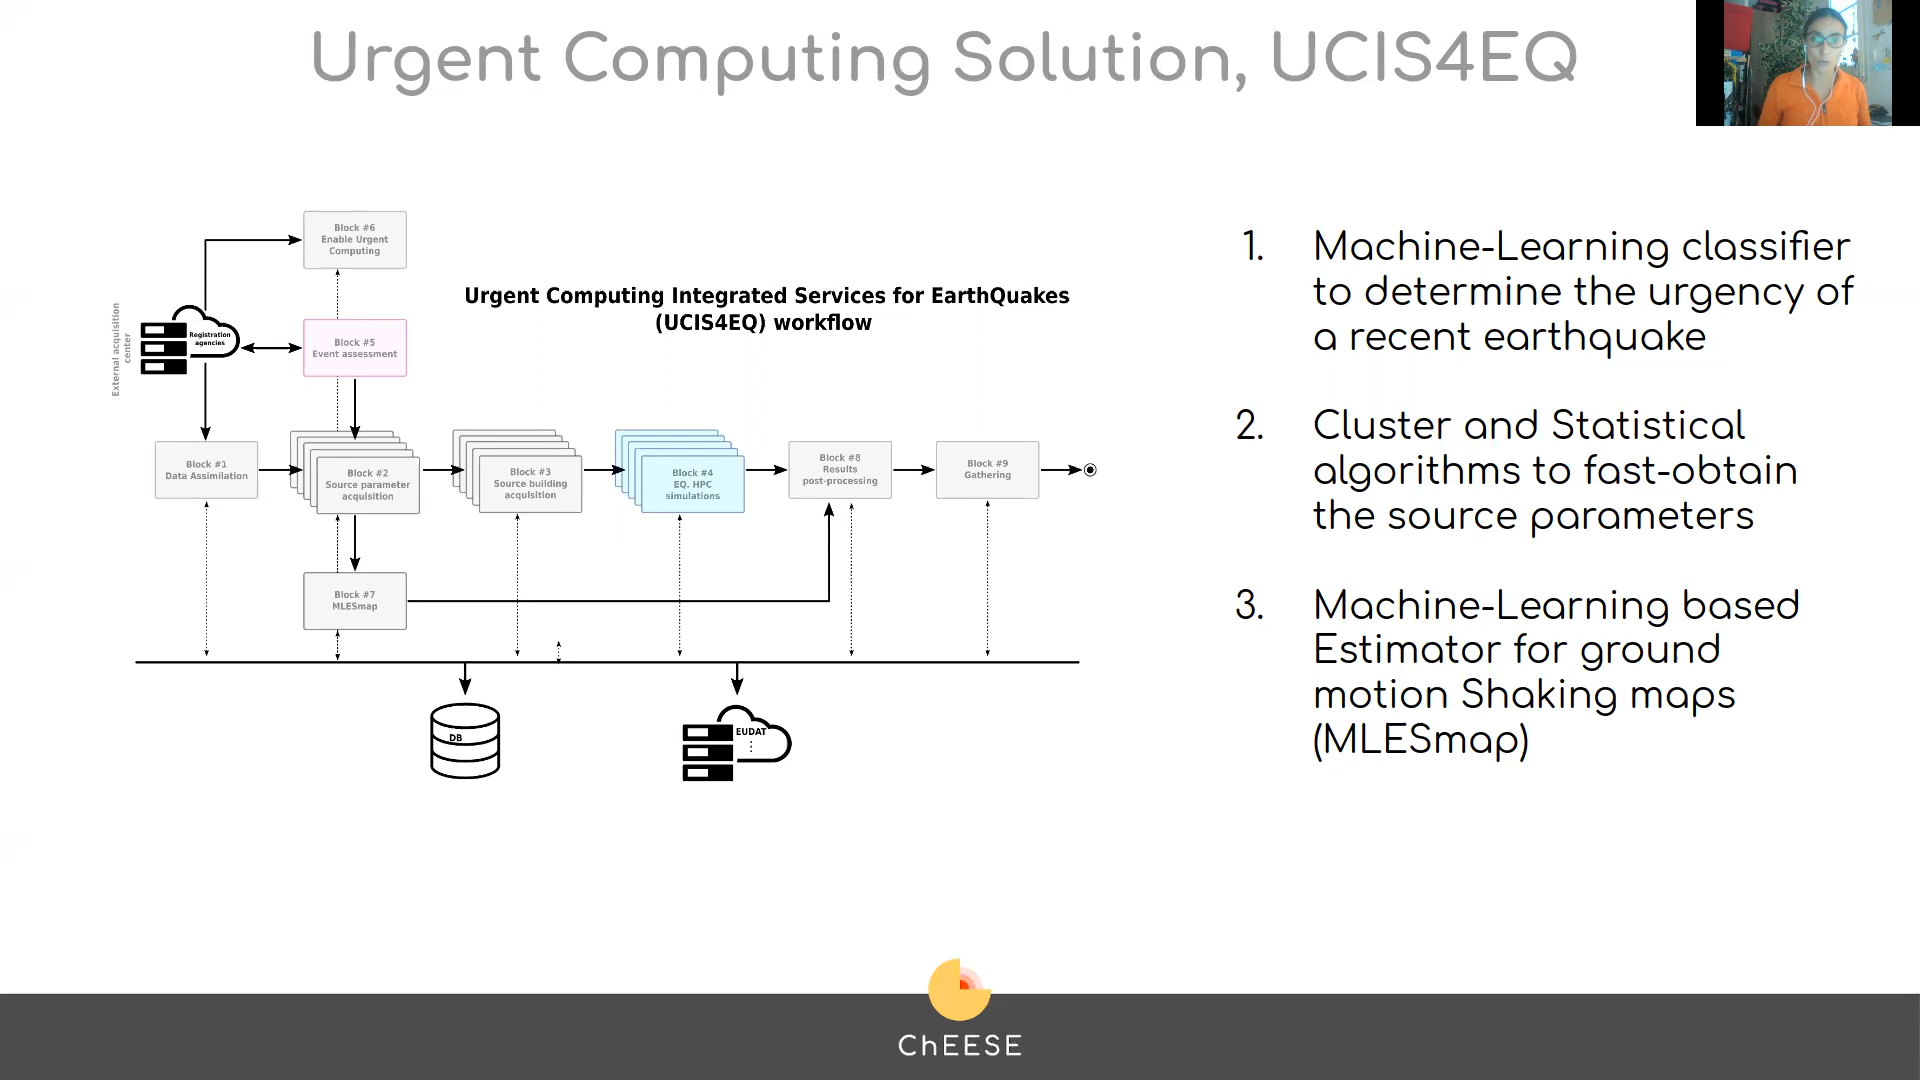 Urgent Computing Solution, UCIS4EQ
Block #6
Enable Urgent
Computing
Urgent Computing Integrated Services for EarthQuakes
(UCIS4EQ) workflow
External acquisition
center
Registration
agencies
Block #5
Event assessment
Block #1
Data Assimilation
Block #2
Source parameter
acquisition
Block #3
Source building
acquisition
Block #4
EQ. HPC
simulations
Block #8
Results
post-processing
Block #9
Gathering
Block #7
MLESmap
DB
EUDAT
1. Machine-Learning classifier
to determine the urgency of
a recent earthquake
2. Cluster and Statistical
algorithms to fast-obtain
the source parameters
3. Machine-Learning based
Estimator for ground
motion Shaking maps
(MLESmap)
ChEESE